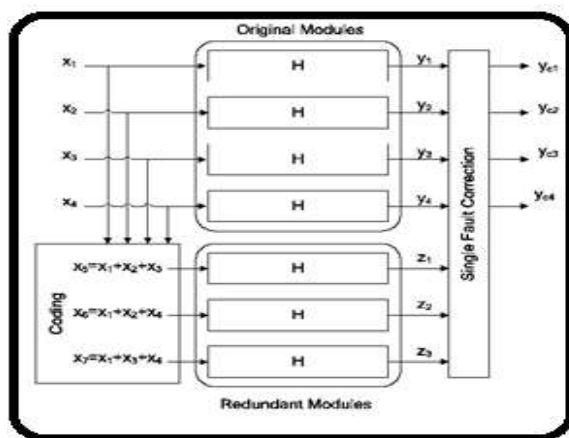 Original Modules
x1 H y1 yc1
x2 H y2 yc2
x3 H y3 yc3
x4 H y4 yc4
Single Fault Correction
Coding
x5=x1+x2+x3 H z1
x6=x1+x2+x4 H z2
x7=x1+x3+x4 H z3
Redundant Modules